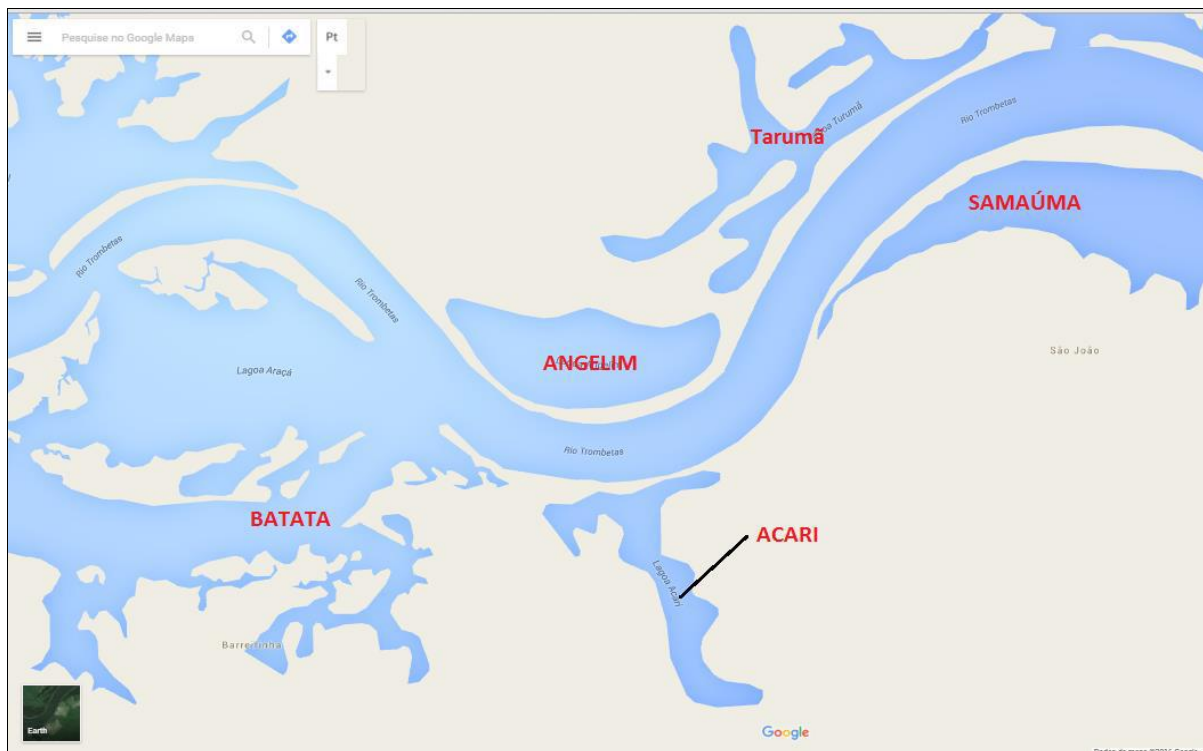 Pesquise no Google Maps
Pt
Rio Trombetas
Tarumã
SAMAÚMA
Rio Trombetas
Rio Trombetas
São João
ANGELIM
Lagoa Araçá
Rio Trombetas
BATATA
ACARI
Lagoa Acari
Barreirinha
Earth
Google